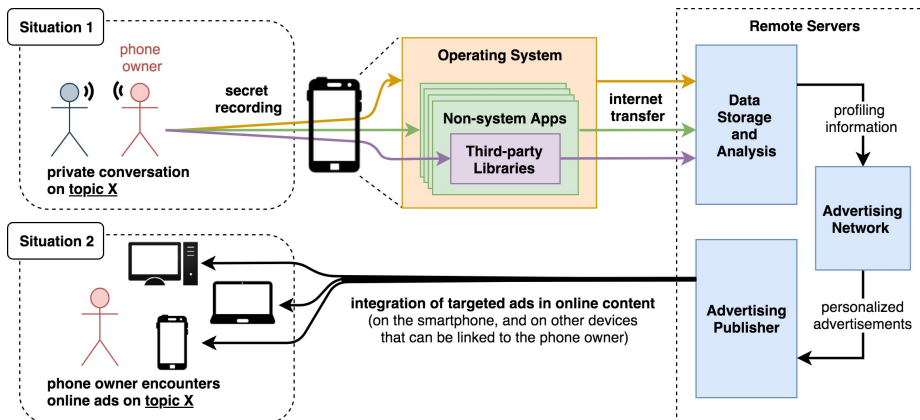 Situation 1
phone
owner
private conversation
on topic X
secret
recording
Operating System
Non-system Apps
Third-party
Libraries
internet
transfer
Remote Servers
Data
Storage
and
Analysis
profiling
information
Advertising
Network
personalized
advertisements
Advertising
Publisher
integration of targeted ads in online content
(on the smartphone, and on other devices
that can be linked to the phone owner)
Situation 2
phone owner encounters
online ads on topic X